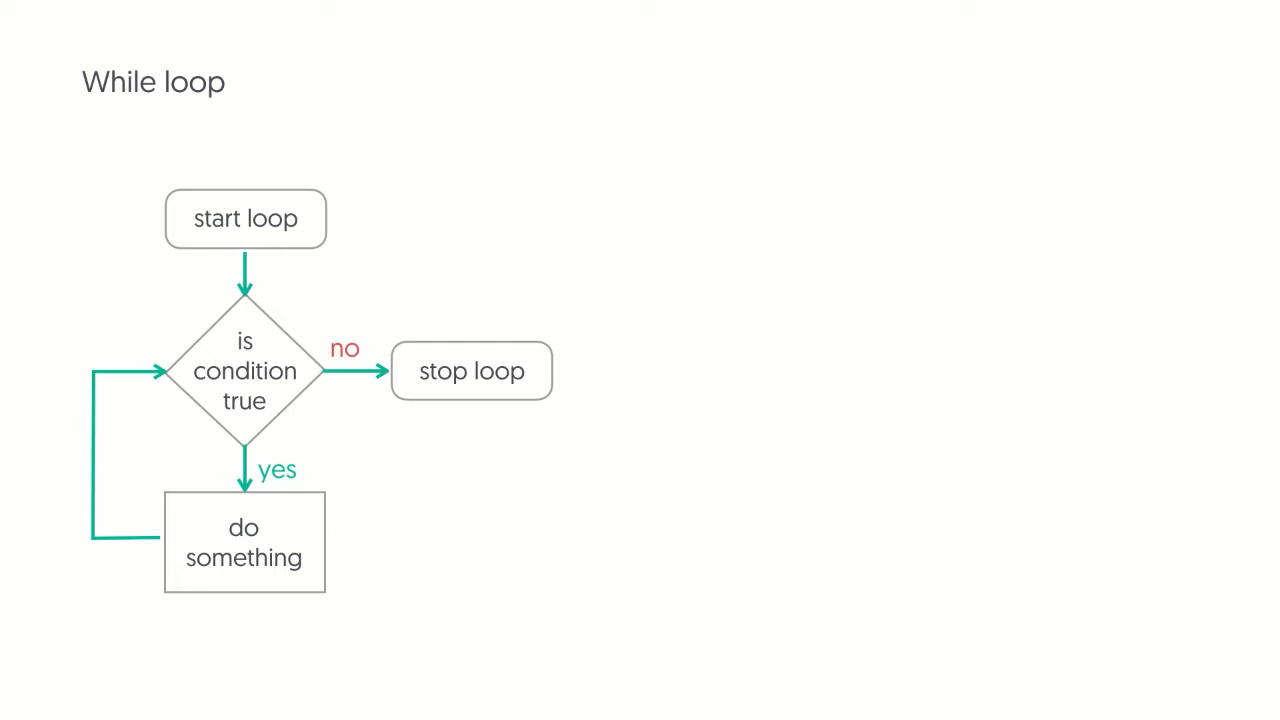 While loop
start loop
is
condition
true
no
stop loop
yes
do
something